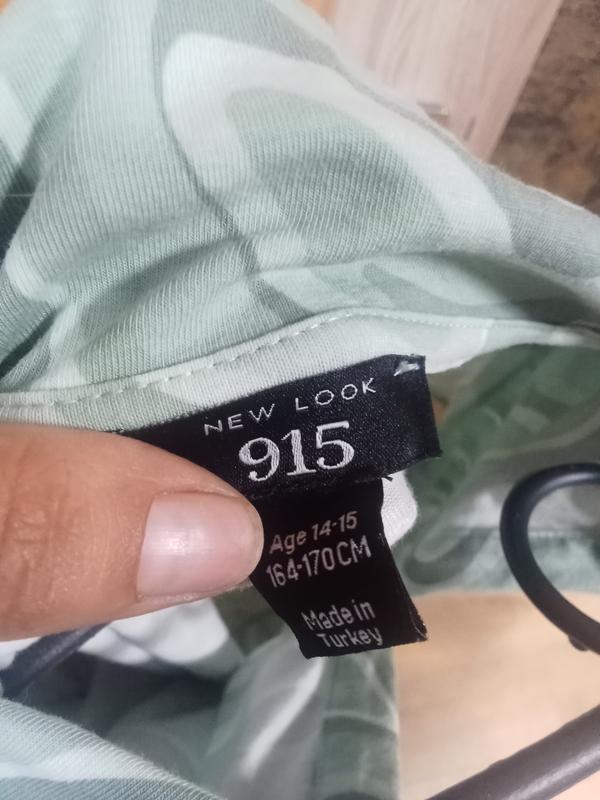 NEW LOOK
915
Age 14-15
164-170CM
Made in
Turkey